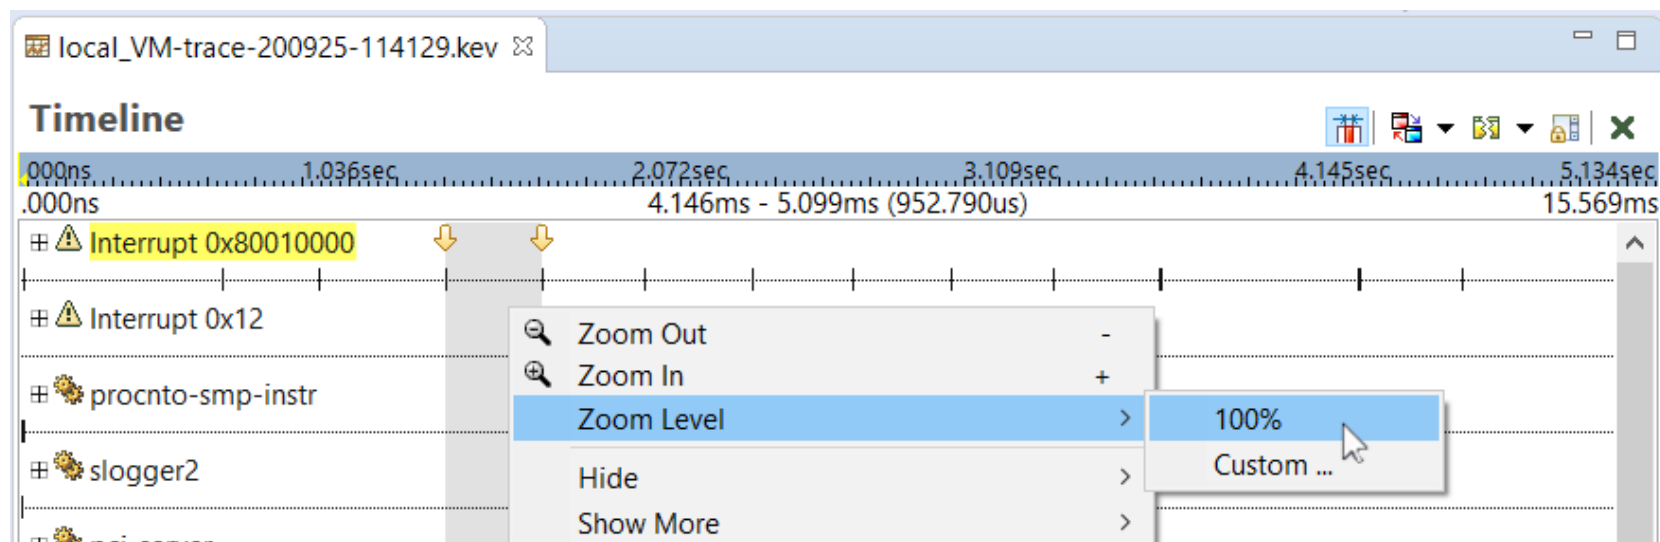 local_VM-trace-200925-114129.kev
Timeline
.000ns 1.036sec 2.072sec 3.109sec 4.145sec 5.134sec
.000ns 4.146ms - 5.099ms (952.790us) 15.569ms
Interrupt 0x80010000
Interrupt 0x12
Zoom Out -
Zoom In +
procnto-smp-instr
Zoom Level > 100%
slogger2
Custom ...
Hide >
Show More >